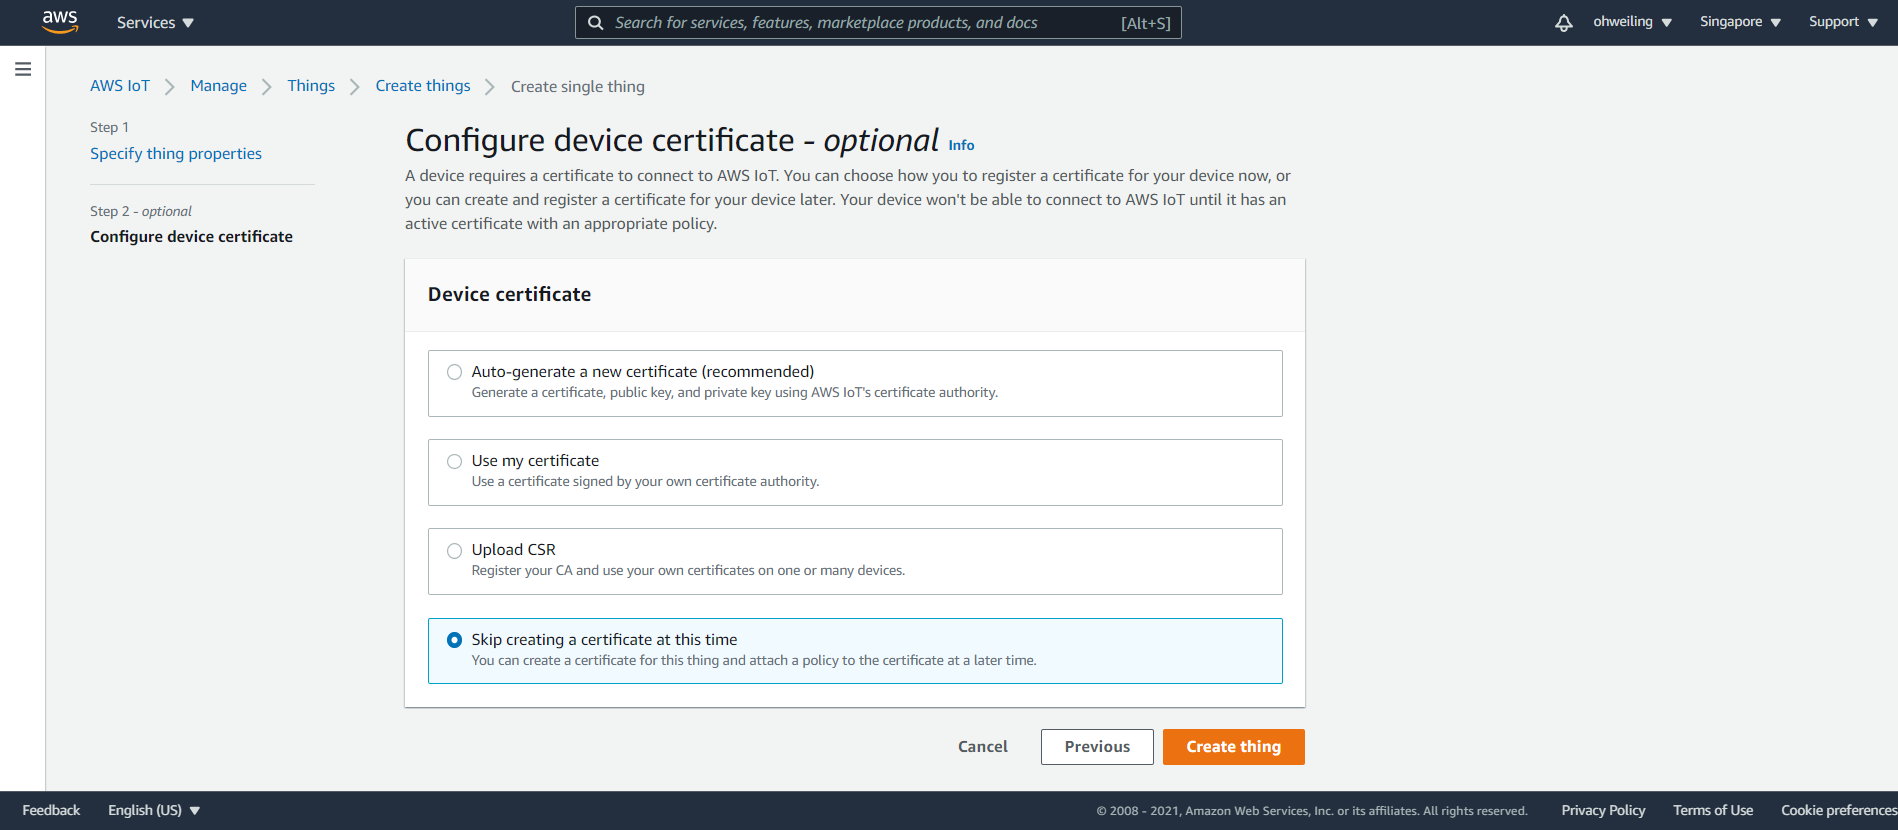 aws
Services
Search for services, features, marketplace products, and docs
[Alt+S]
ohweiling
Singapore
Support
AWS IoT
Manage
Things
Create things
Create single thing
Step 1
Specify thing properties
Step 2 - optional
Configure device certificate
Configure device certificate - optional Info
A device requires a certificate to connect to AWS IoT. You can choose how you to register a certificate for your device now, or
you can create and register a certificate for your device later. Your device won't be able to connect to AWS IoT until it has an
active certificate with an appropriate policy.
Device certificate
Auto-generate a new certificate (recommended)
Generate a certificate, public key, and private key using AWS IoT's certificate authority.
Use my certificate
Use a certificate signed by your own certificate authority.
Upload CSR
Register your CA and use your own certificates on one or many devices.
Skip creating a certificate at this time
You can create a certificate for this thing and attach a policy to the certificate at a later time.
Cancel
Previous
Create thing
Feedback
English (US)
© 2008 - 2021, Amazon Web Services, Inc. or its affiliates. All rights reserved.
Privacy Policy
Terms of Use
Cookie preferences